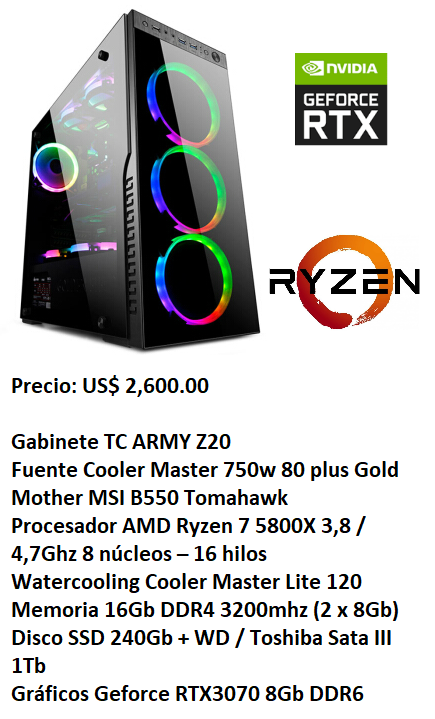 NVIDIA
GEFORCE
RTX
RYZEN
Precio: US$ 2,600.00
Gabinete TC ARMY Z20
Fuente Cooler Master 750w 80 plus Gold
Mother MSI B550 Tomahawk
Procesador AMD Ryzen 7 5800X 3,8 /
4,7Ghz 8 núcleos – 16 hilos
Watercooling Cooler Master Lite 120
Memoria 16Gb DDR4 3200mhz (2 x 8Gb)
Disco SSD 240Gb + WD / Toshiba Sata III
1Tb
Gráficos Geforce RTX3070 8Gb DDR6